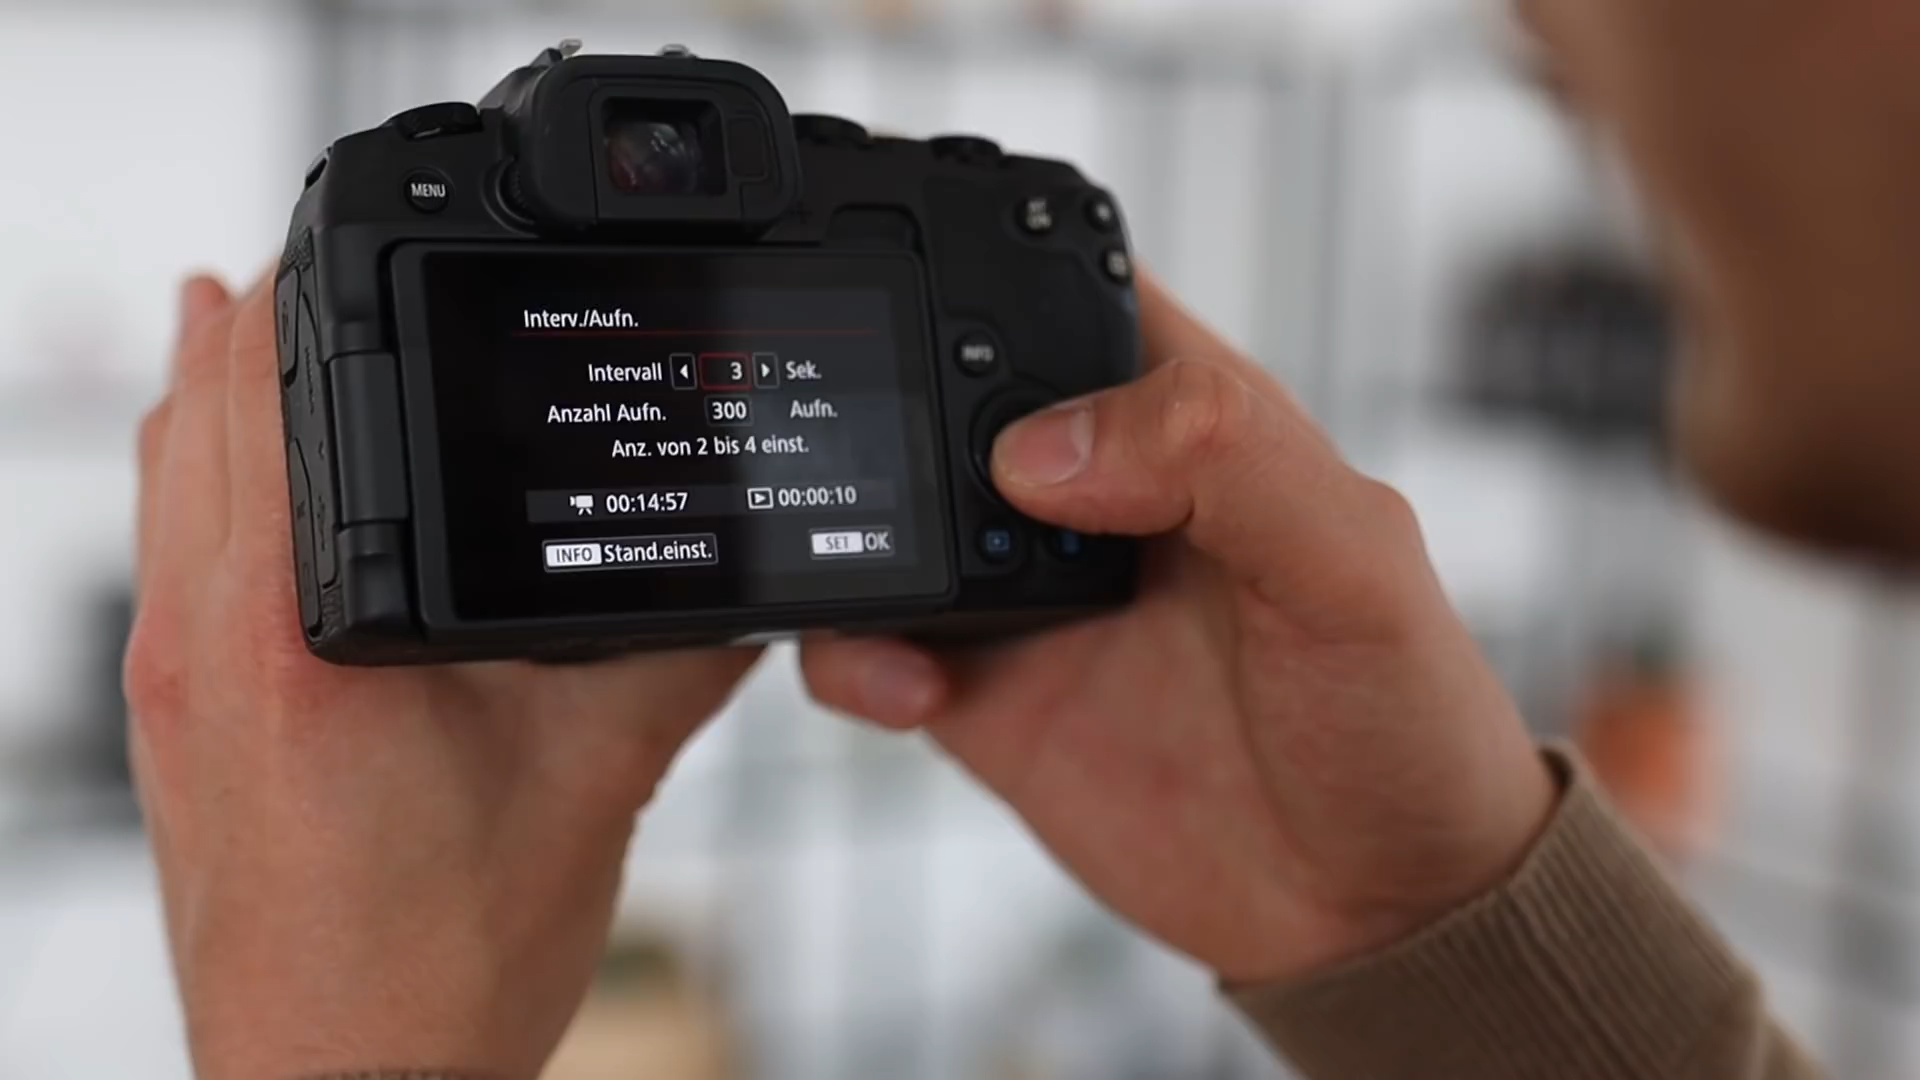 MENU
Interv./Aufn.
Intervall 3 Sek.
Anzahl Aufn. 300 Aufn.
Anz. von 2 bis 4 einst.
00:14:57 00:00:10
INFO Stand.einst. SET OK
INFO